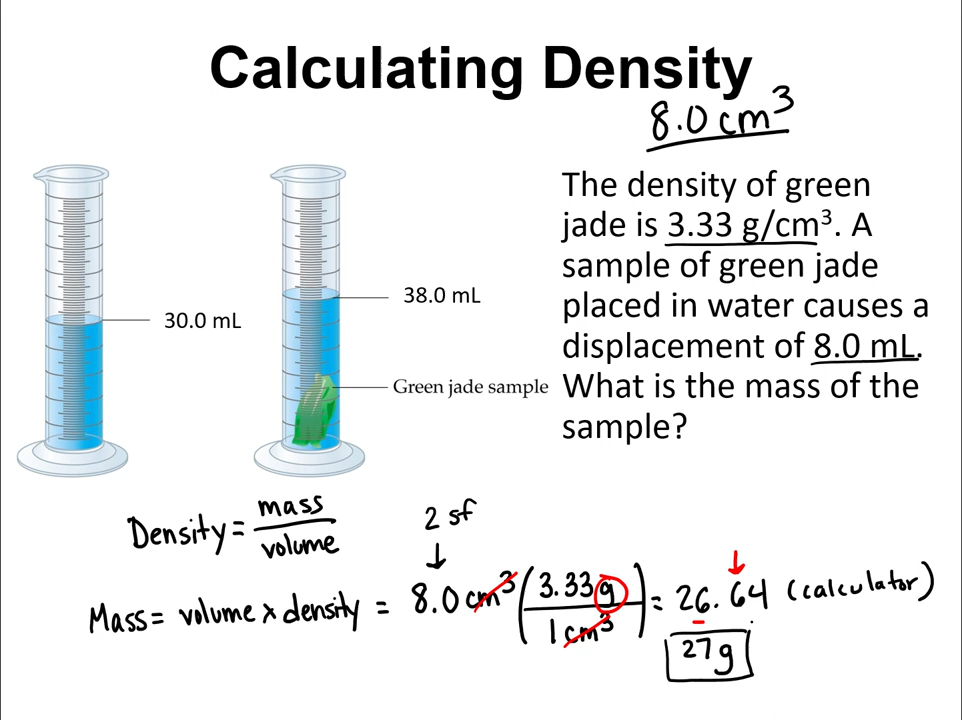 Calculating Density
8.0 cm³
The density of green
jade is 3.33 g/cm³. A
sample of green jade
placed in water causes a
displacement of 8.0 mL.
What is the mass of the
sample?
30.0 mL
38.0 mL
Green jade sample
Density = mass/volume
2 sf
↓
Mass = volume × density = 8.0 cm³ (3.33 g / 1 cm³) = 26.64 (calculator)
27g